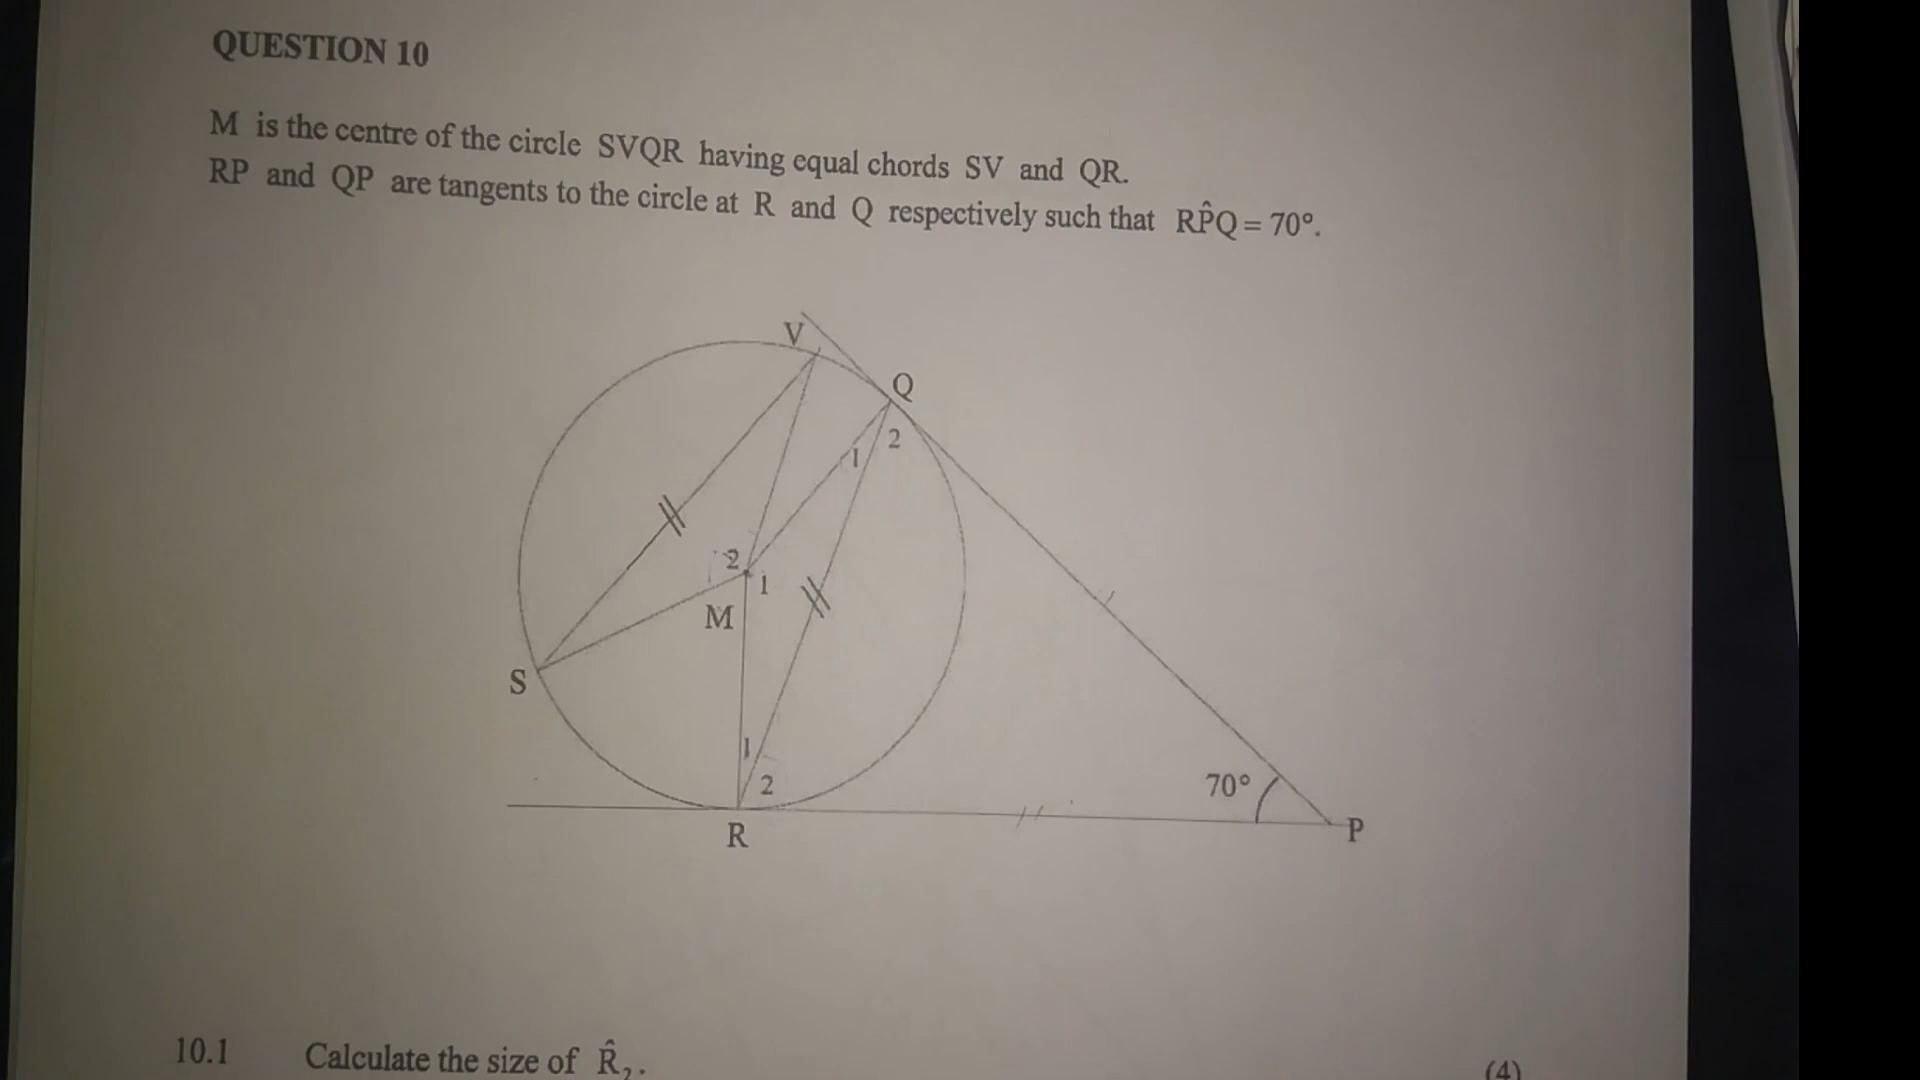 QUESTION 10
M is the centre of the circle SVQR having equal chords SV and QR.
RP and QP are tangents to the circle at R and Q respectively such that RP̂Q = 70°.
V
Q
2
1
2
1
M
S
1
2
70°
R
P
10.1 Calculate the size of R̂₂. (4)